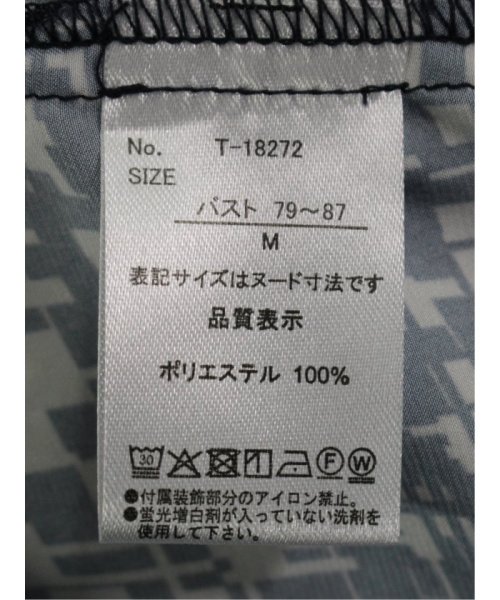 No. T-18272
SIZE
バスト 79～87
M
表記サイズはヌード寸法です
品質表示
ポリエステル 100%
30 F W
●付属装飾部分のアイロン禁止。
●蛍光増白剤が入っていない洗剤を
使用して下さい。